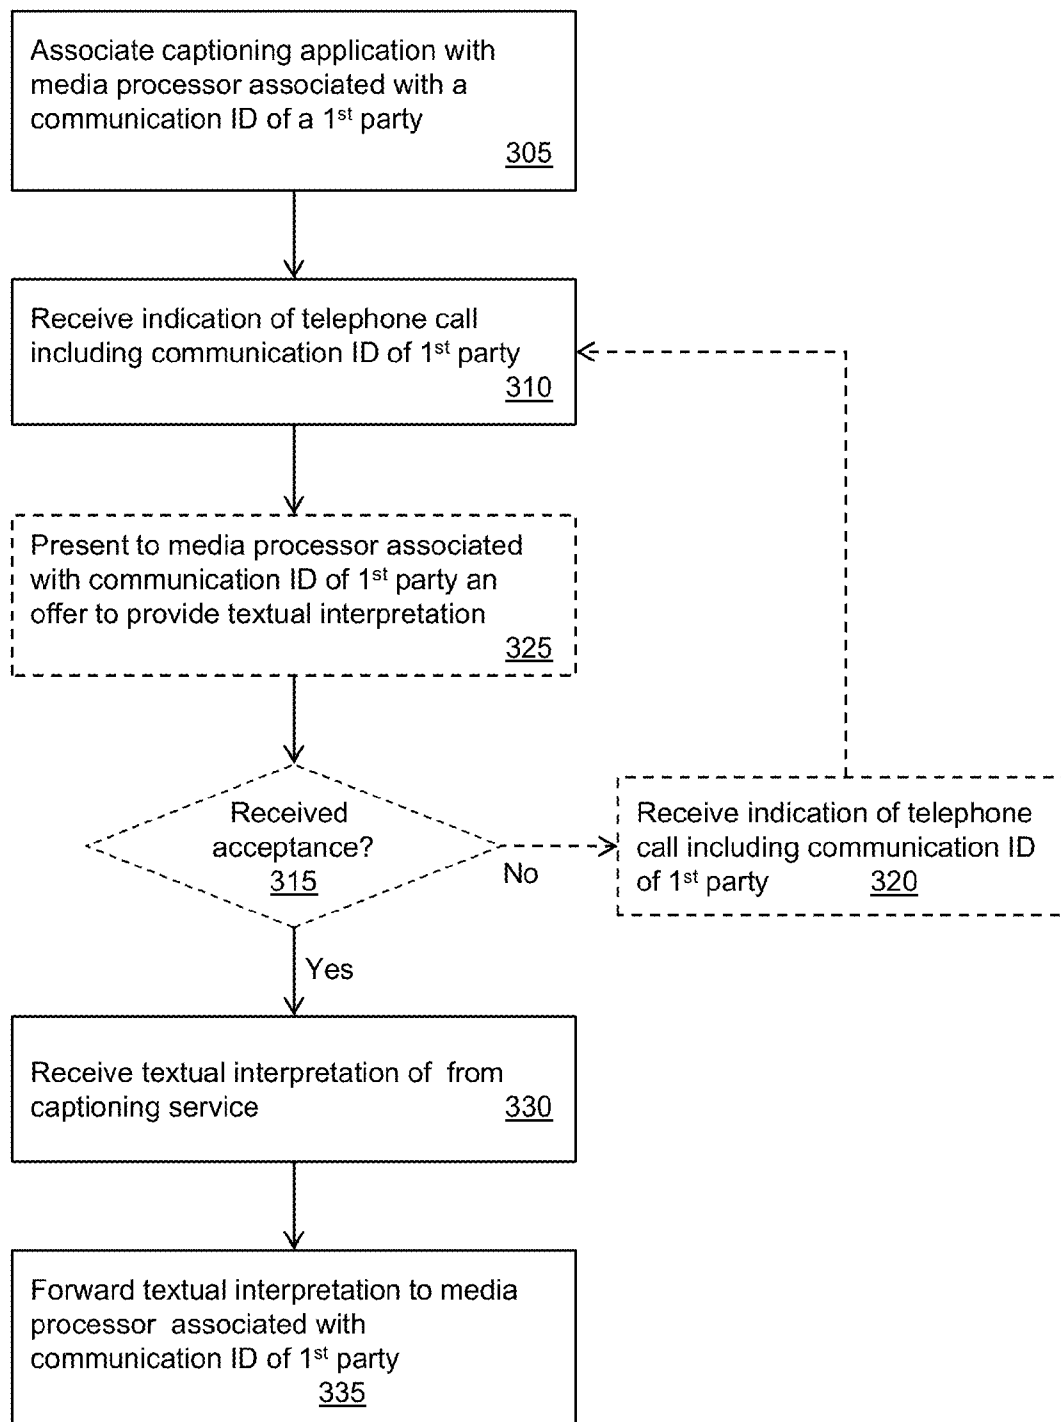 Associate captioning application with
media processor associated with a
communication ID of a 1st party
305
Receive indication of telephone call
including communication ID of 1st party
310
Present to media processor associated
with communication ID of 1st party an
offer to provide textual interpretation
325
Received
acceptance?
315
No
Receive indication of telephone
call including communication ID
of 1st party 320
Yes
Receive textual interpretation of from
captioning service 330
Forward textual interpretation to media
processor associated with
communication ID of 1st party
335